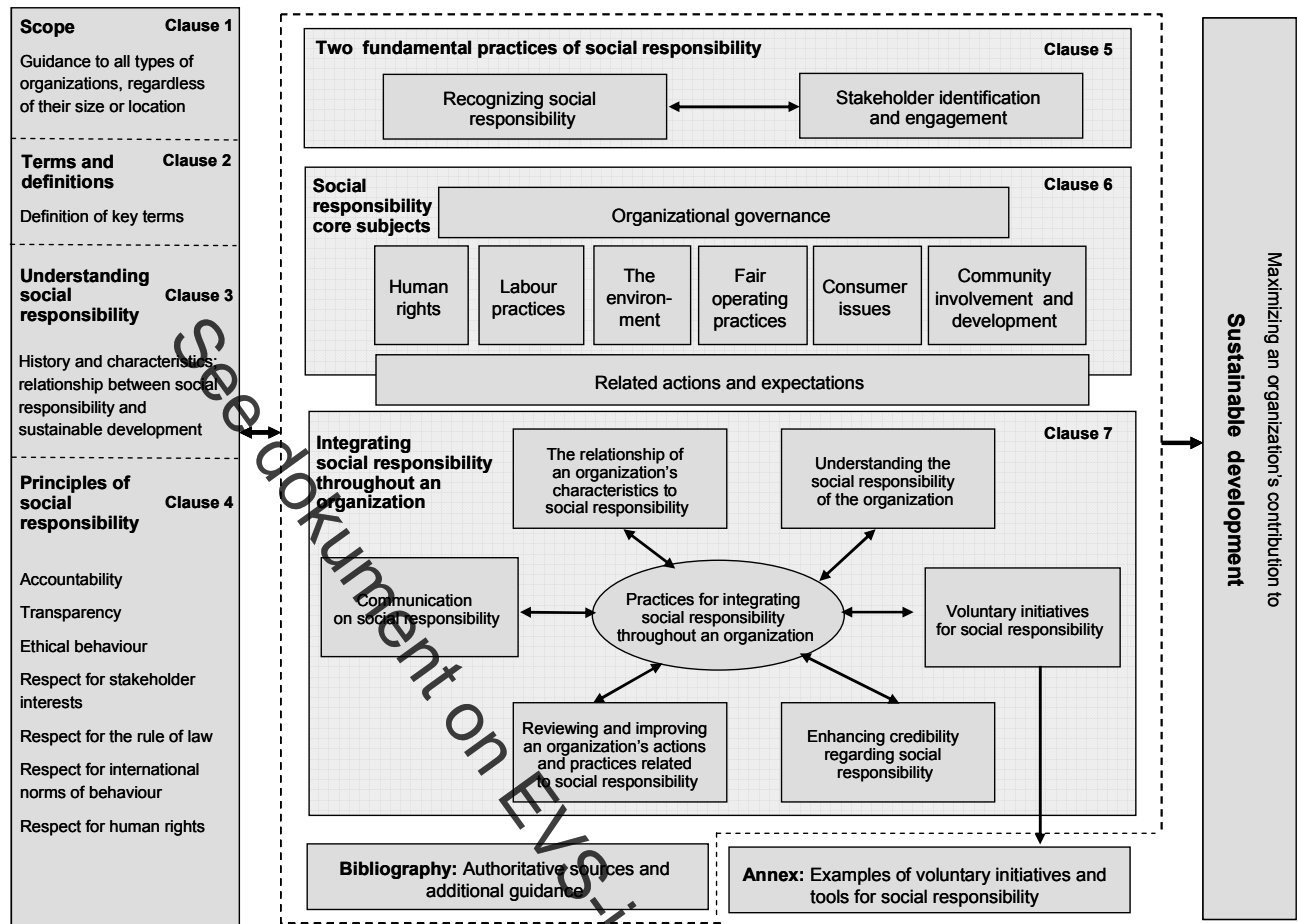 Scope Clause 1
Guidance to all types of
organizations, regardless
of their size or location
Terms and Clause 2
definitions
Definition of key terms
Understanding
social Clause 3
responsibility
History and characteristics;
relationship between social
responsibility and
sustainable development
Principles of
social Clause 4
responsibility
Accountability
Transparency
Ethical behaviour
Respect for stakeholder
interests
Respect for the rule of law
Respect for international
norms of behaviour
Respect for human rights
Two fundamental practices of social responsibility Clause 5
Recognizing social
responsibility
Stakeholder identification
and engagement
Social
responsibility
core subjects
Clause 6
Organizational governance
Human
rights
Labour
practices
The
environ-
ment
Fair
operating
practices
Consumer
issues
Community
involvement and
development
Related actions and expectations
Integrating
social responsibility
throughout an
organization
Clause 7
The relationship of
an organization's
characteristics to
social responsibility
Understanding the
social responsibility
of the organization
Communication
on social responsibility
Practices for integrating
social responsibility
throughout an organization
Voluntary initiatives
for social responsibility
Reviewing and improving
an organization's actions
and practices related
to social responsibility
Enhancing credibility
regarding social
responsibility
Bibliography: Authoritative sources and
additional guidance
Annex: Examples of voluntary initiatives and
tools for social responsibility
Maximizing an organization's contribution to
Sustainable development
See dokument on EVS-i